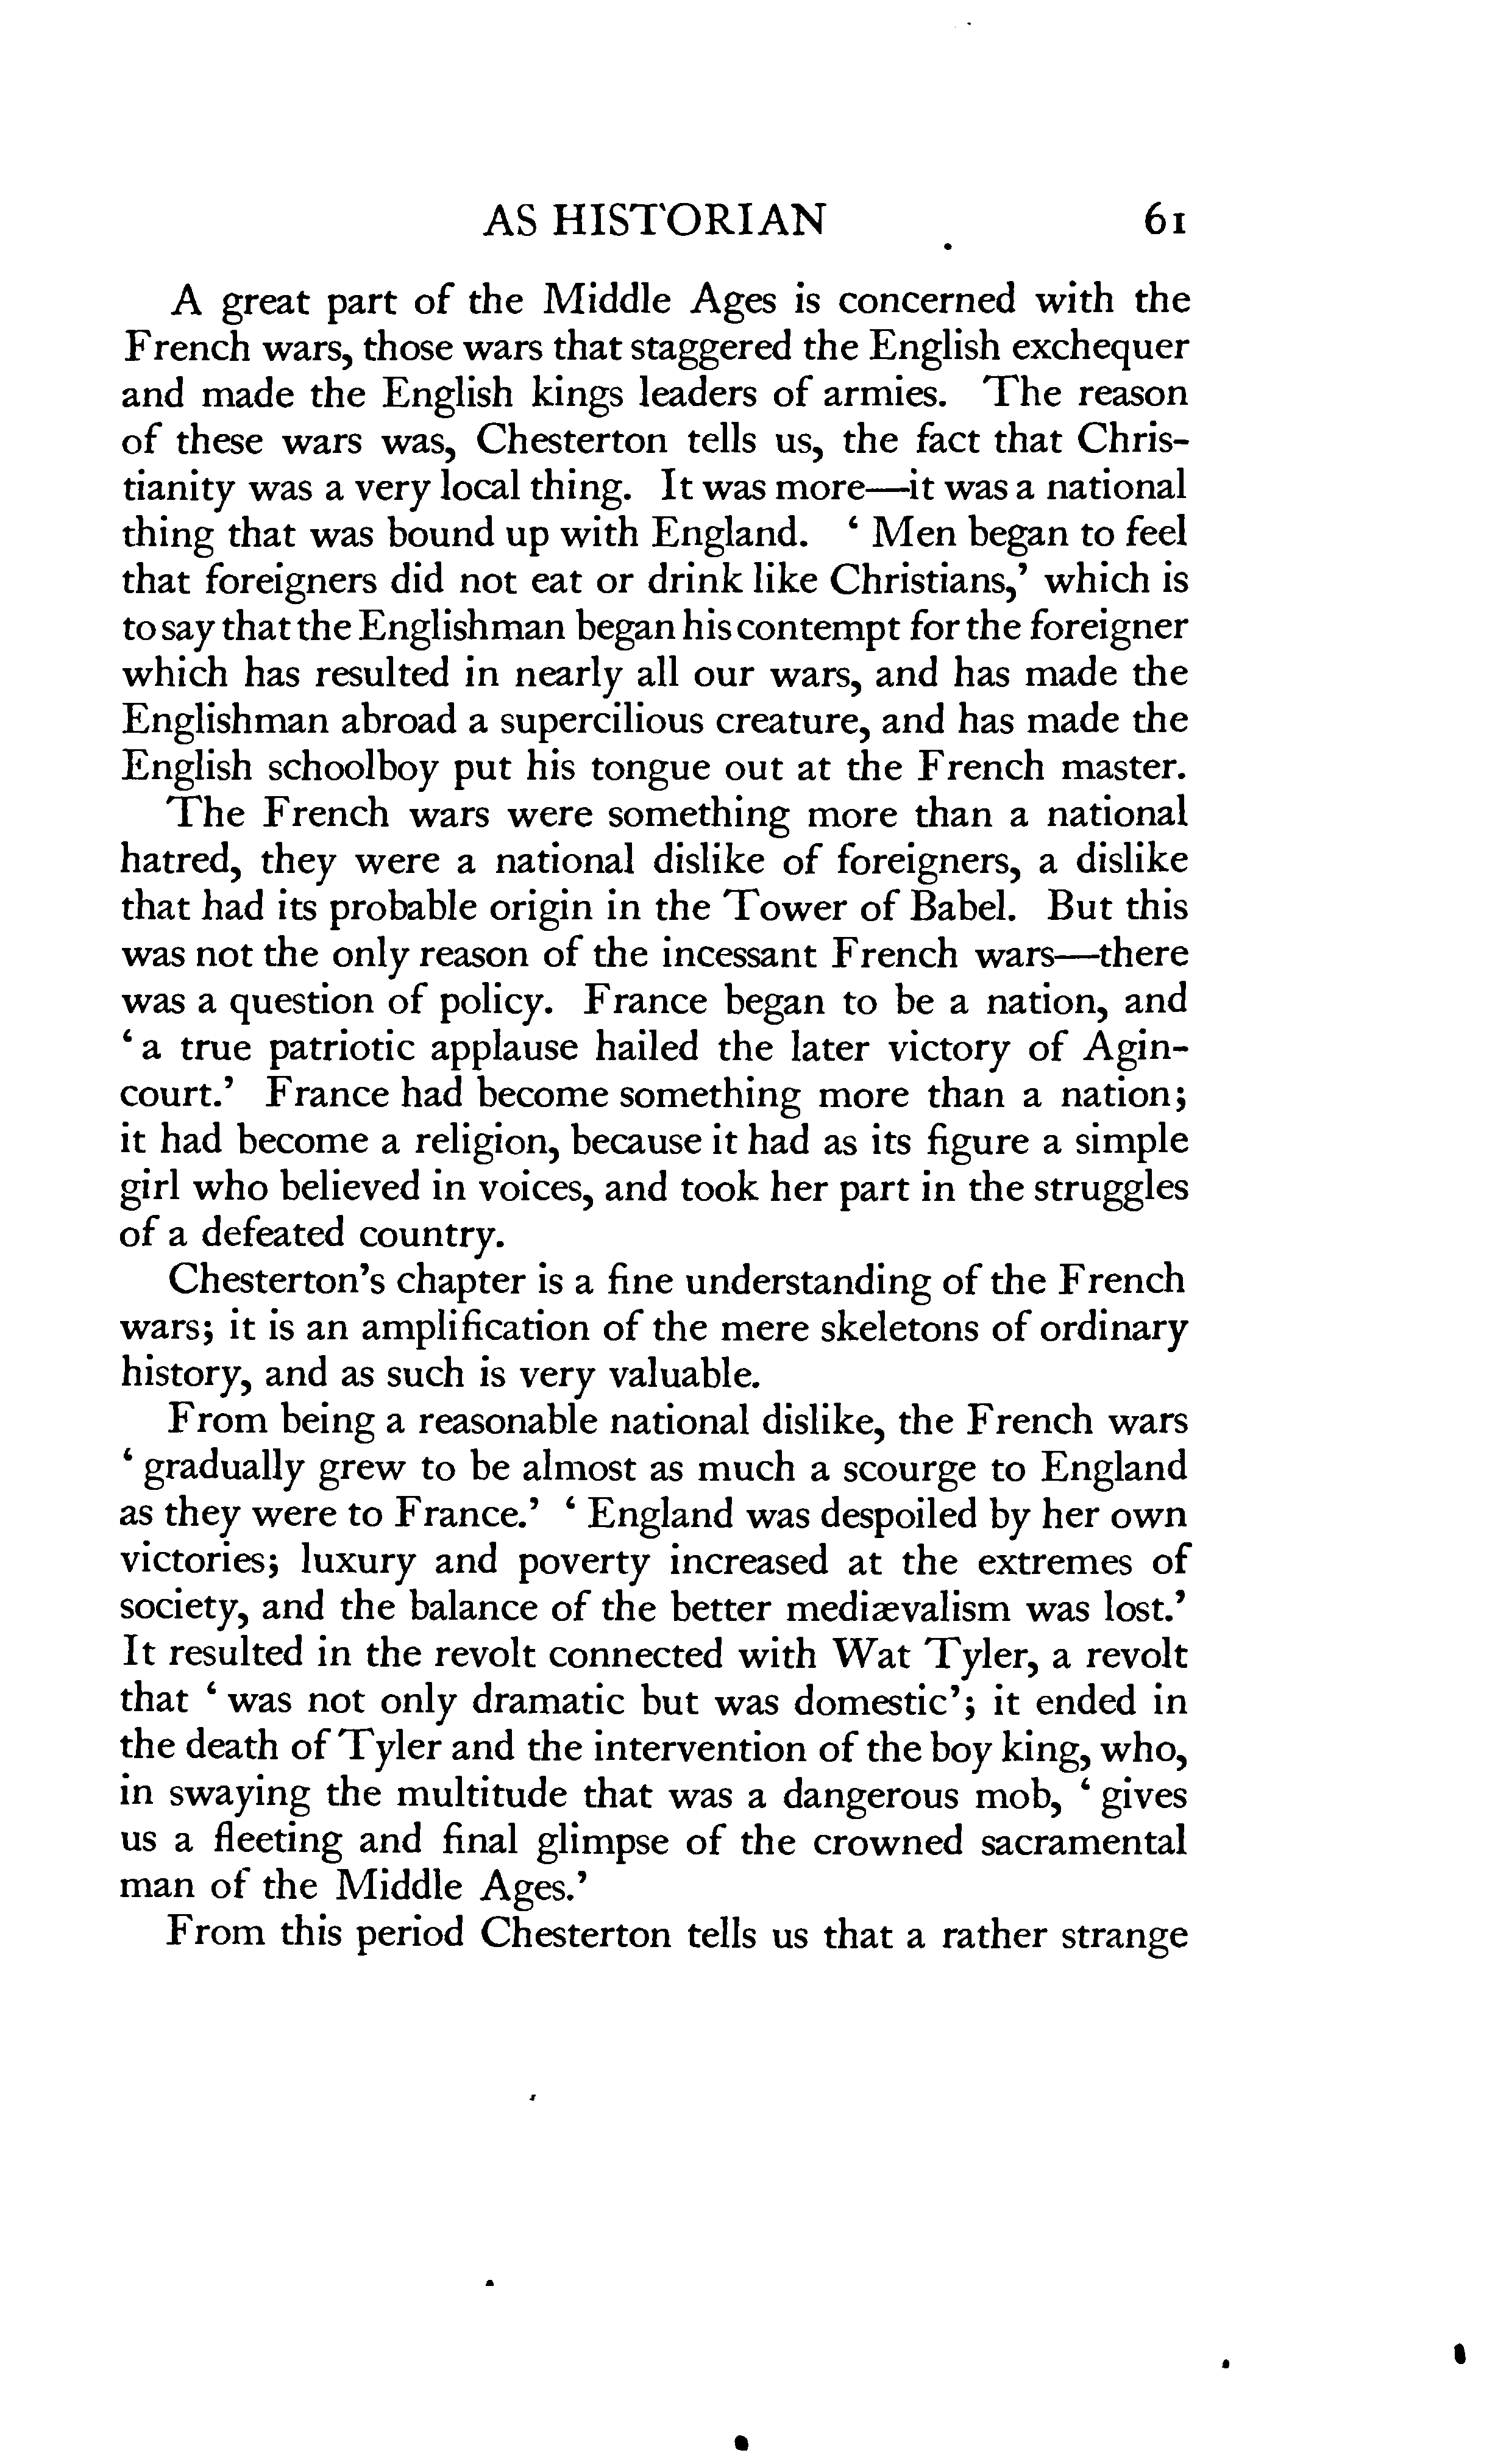 AS HISTORIAN 61
A great part of the Middle Ages is concerned with the
French wars, those wars that staggered the English exchequer
and made the English kings leaders of armies. The reason
of these wars was, Chesterton tells us, the fact that Chris-
tianity was a very local thing. It was more—it was a national
thing that was bound up with England. ‘ Men began to feel
that foreigners did not eat or drink like Christians,’ which is
to say that the Englishman began his contempt for the foreigner
which has resulted in nearly all our wars, and has made the
Englishman abroad a supercilious creature, and has made the
English schoolboy put his tongue out at the French master.
The French wars were something more than a national
hatred, they were a national dislike of foreigners, a dislike
that had its probable origin in the Tower of Babel. But this
was not the only reason of the incessant French wars—there
was a question of policy. France began to be a nation, and
‘ a true patriotic applause hailed the later victory of Agin-
court.’ France had become something more than a nation;
it had become a religion, because it had as its figure a simple
girl who believed in voices, and took her part in the struggles
of a defeated country.
Chesterton’s chapter is a fine understanding of the French
wars; it is an amplification of the mere skeletons of ordinary
history, and as such is very valuable.
From being a reasonable national dislike, the French wars
‘ gradually grew to be almost as much a scourge to England
as they were to France.’ ‘ England was despoiled by her own
victories; luxury and poverty increased at the extremes of
society, and the balance of the better mediævalism was lost.’
It resulted in the revolt connected with Wat Tyler, a revolt
that ‘ was not only dramatic but was domestic’; it ended in
the death of Tyler and the intervention of the boy king, who,
in swaying the multitude that was a dangerous mob, ‘ gives
us a fleeting and final glimpse of the crowned sacramental
man of the Middle Ages.’
From this period Chesterton tells us that a rather strange